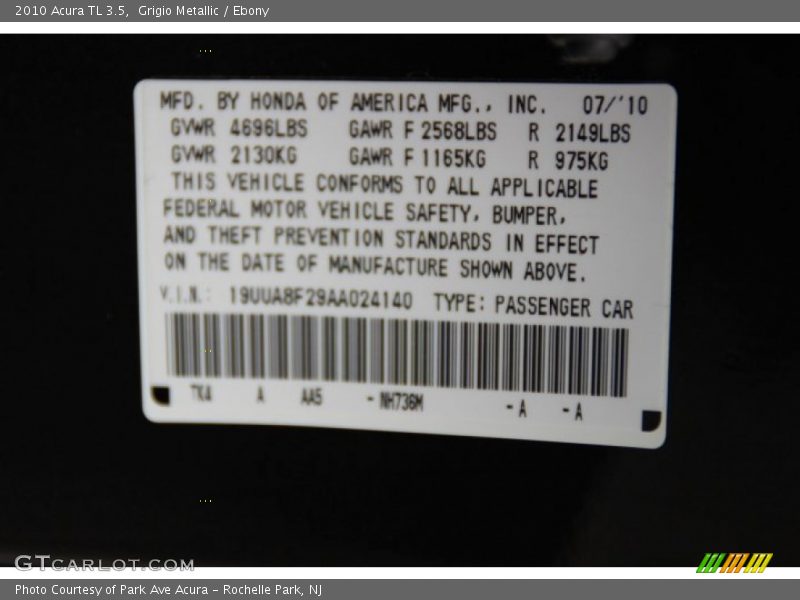 2010 Acura TL 3.5,  Grigio Metallic / Ebony
MFD. BY HONDA OF AMERICA MFG., INC. 07/'10
GVWR 4696LBS GAWR F 2568LBS R 2149LBS
GVWR 2130KG GAWR F 1165KG R 975KG
THIS VEHICLE CONFORMS TO ALL APPLICABLE
FEDERAL MOTOR VEHICLE SAFETY, BUMPER,
AND THEFT PREVENTION STANDARDS IN EFFECT
ON THE DATE OF MANUFACTURE SHOWN ABOVE.
V.I.N.: 19UUA8F29AA024140 TYPE: PASSENGER CAR
TK4 A AA5 -NH736M -A -A
GTCARLOT.COM
Photo Courtesy of Park Ave Acura - Rochelle Park, NJ